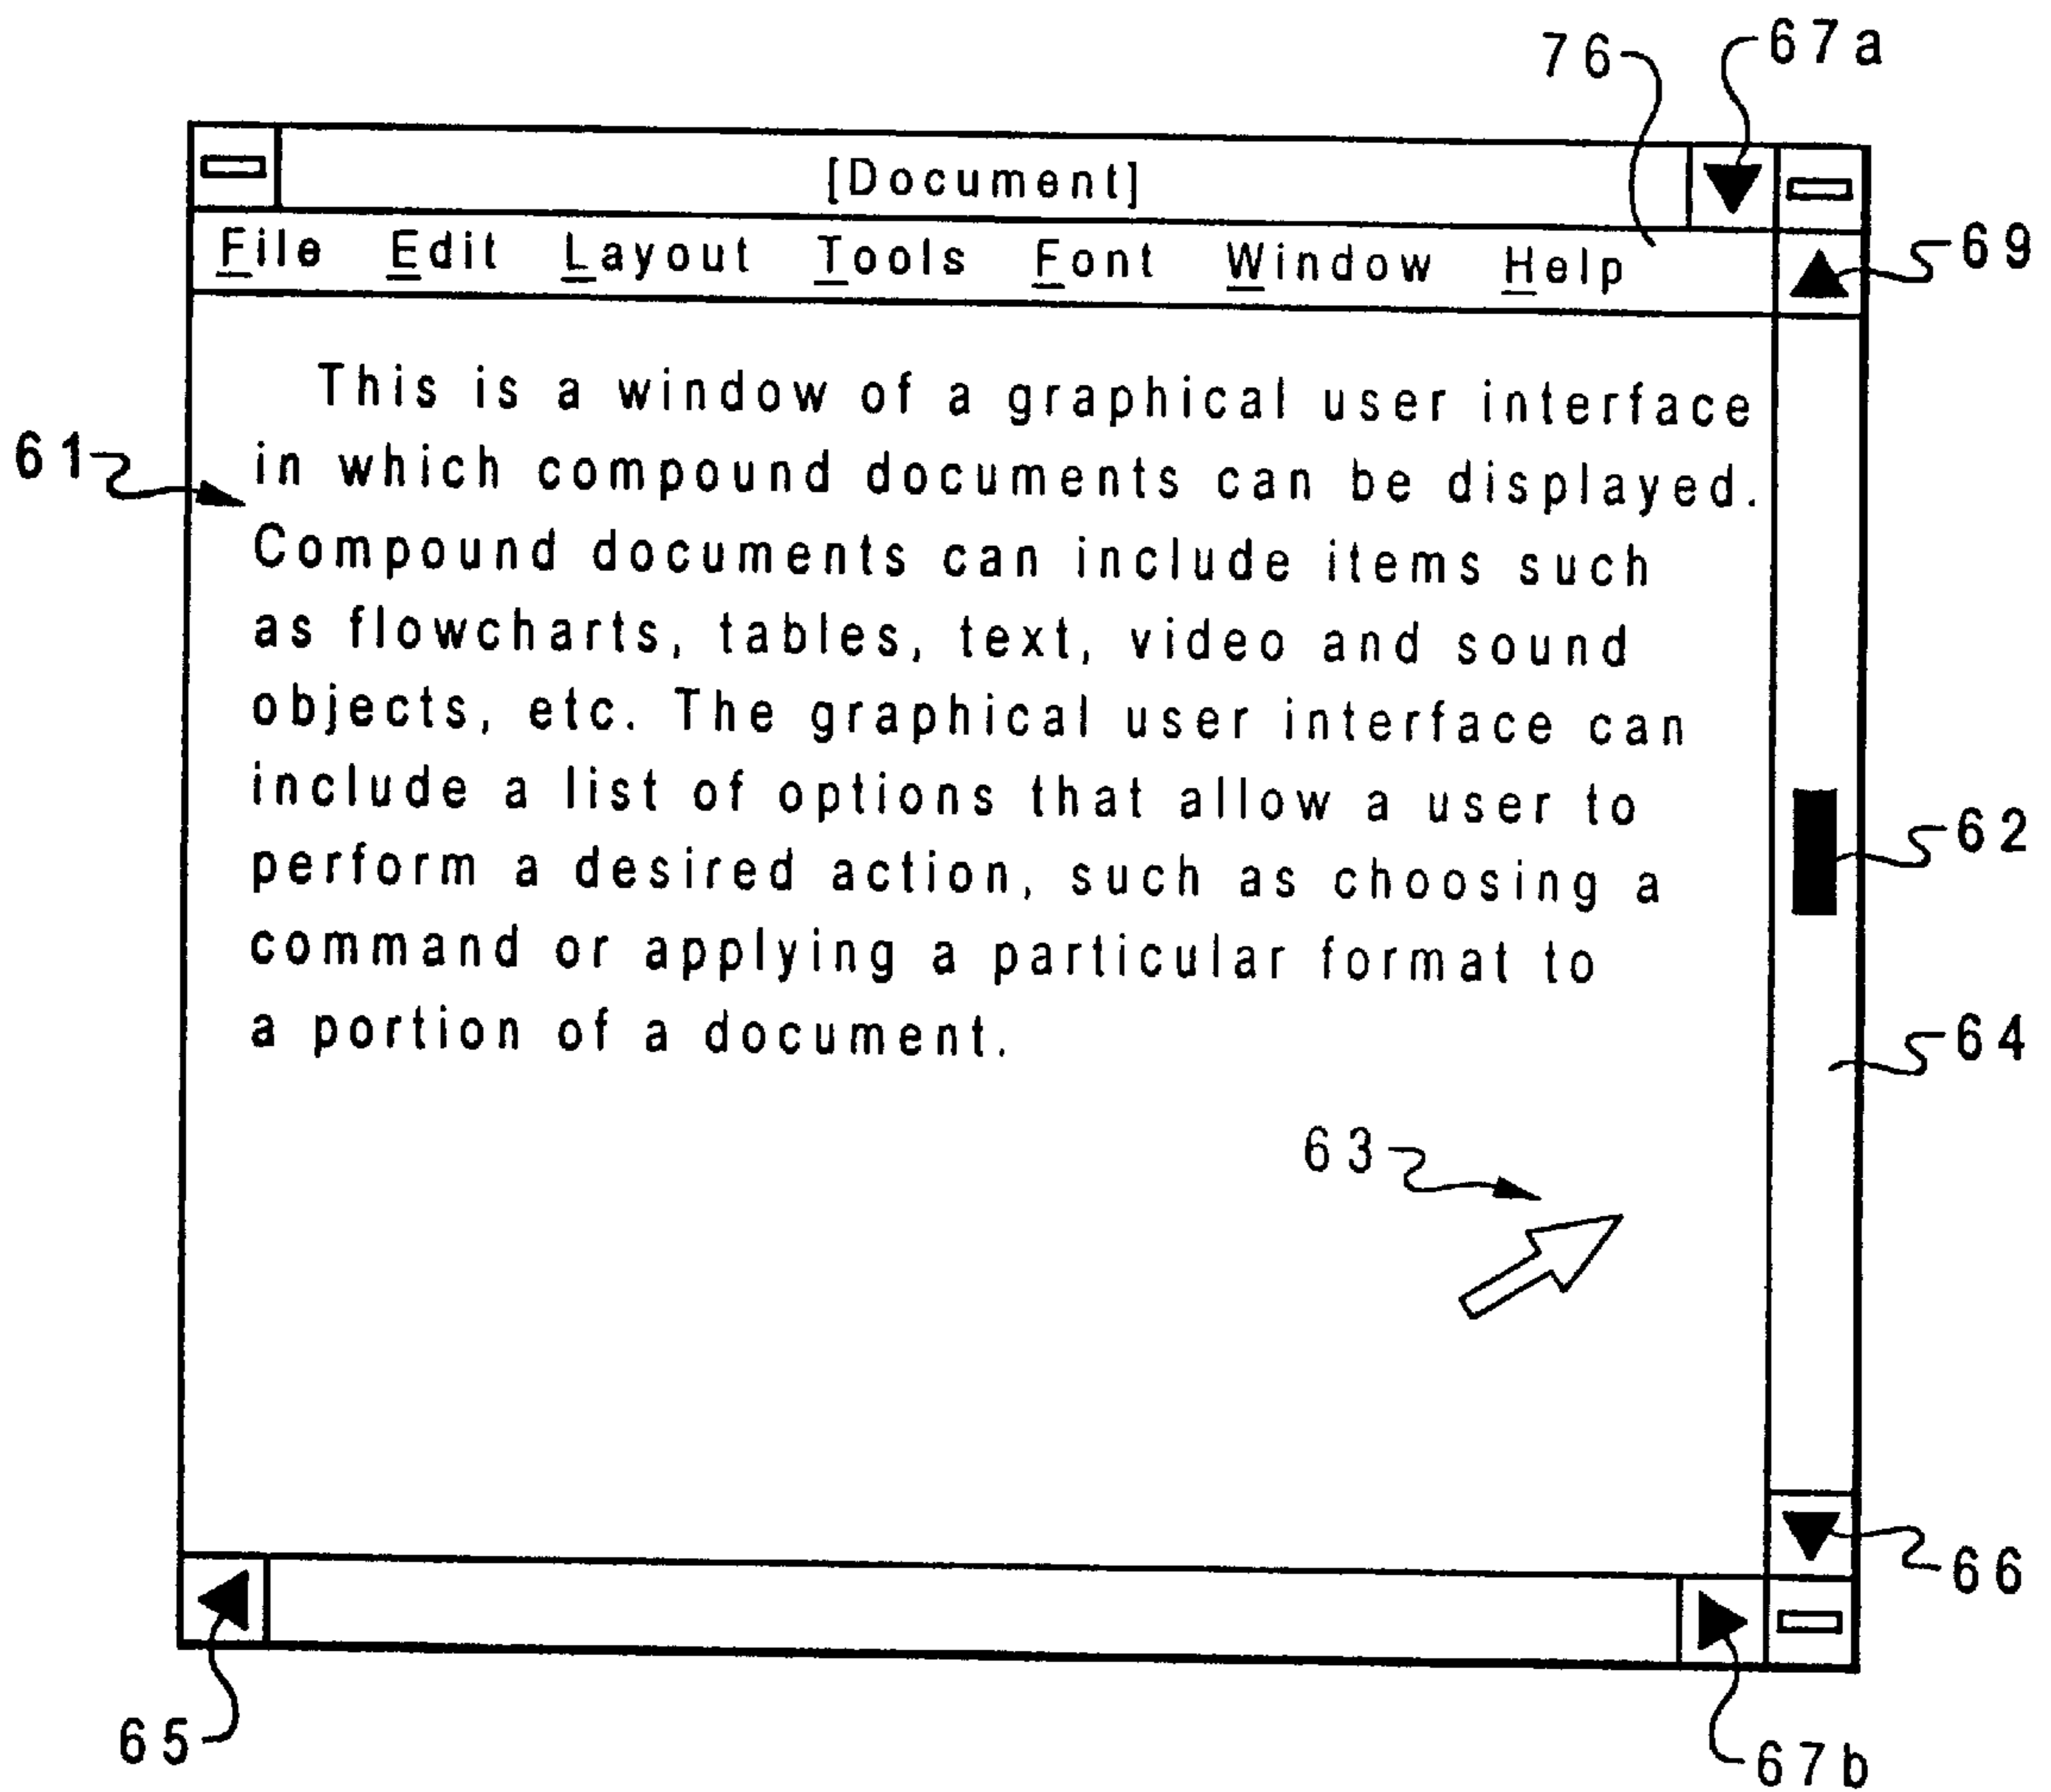 76 67a
[Document]
File Edit Layout Tools Font Window Help
69
This is a window of a graphical user interface
61
in which compound documents can be displayed.
Compound documents can include items such
as flowcharts, tables, text, video and sound
objects, etc. The graphical user interface can
include a list of options that allow a user to
62
perform a desired action, such as choosing a
command or applying a particular format to
a portion of a document.
64
63
66
65
67b